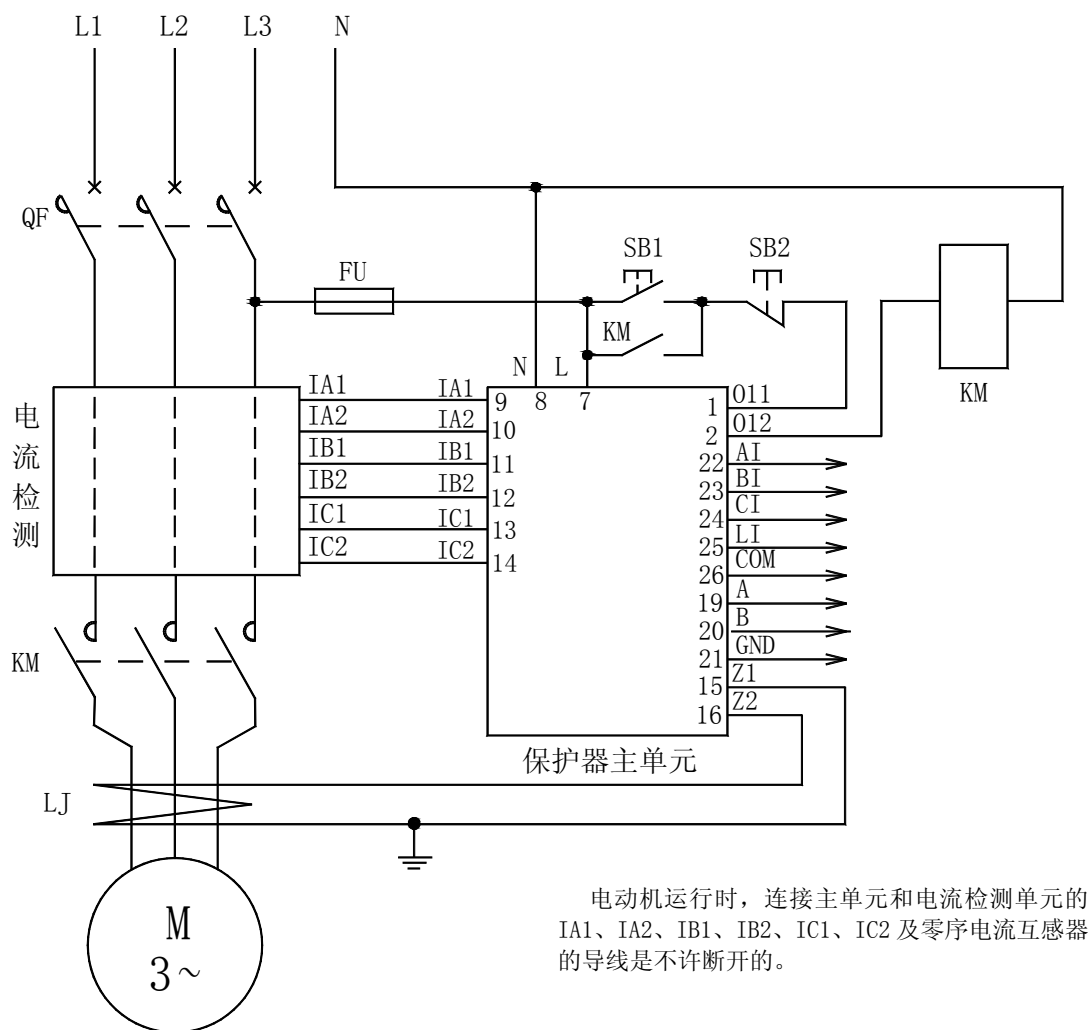 L1 L2 L3 N
QF
FU
SB1 SB2
KM
KM
N L
8 7
电流检测
IA1 IA1 9
IA2 IA2 10
IB1 IB1 11
IB2 IB2 12
IC1 IC1 13
IC2 IC2 14
1 O11
2 O12
22 AI
23 BI
24 CI
25 LI
26 COM
19 A
20 B
21 GND
15 Z1
16 Z2
KM
保护器主单元
LJ
M
3~
电动机运行时，连接主单元和电流检测单元的
IA1、IA2、IB1、IB2、IC1、IC2及零序电流互感器
的导线是不许断开的。